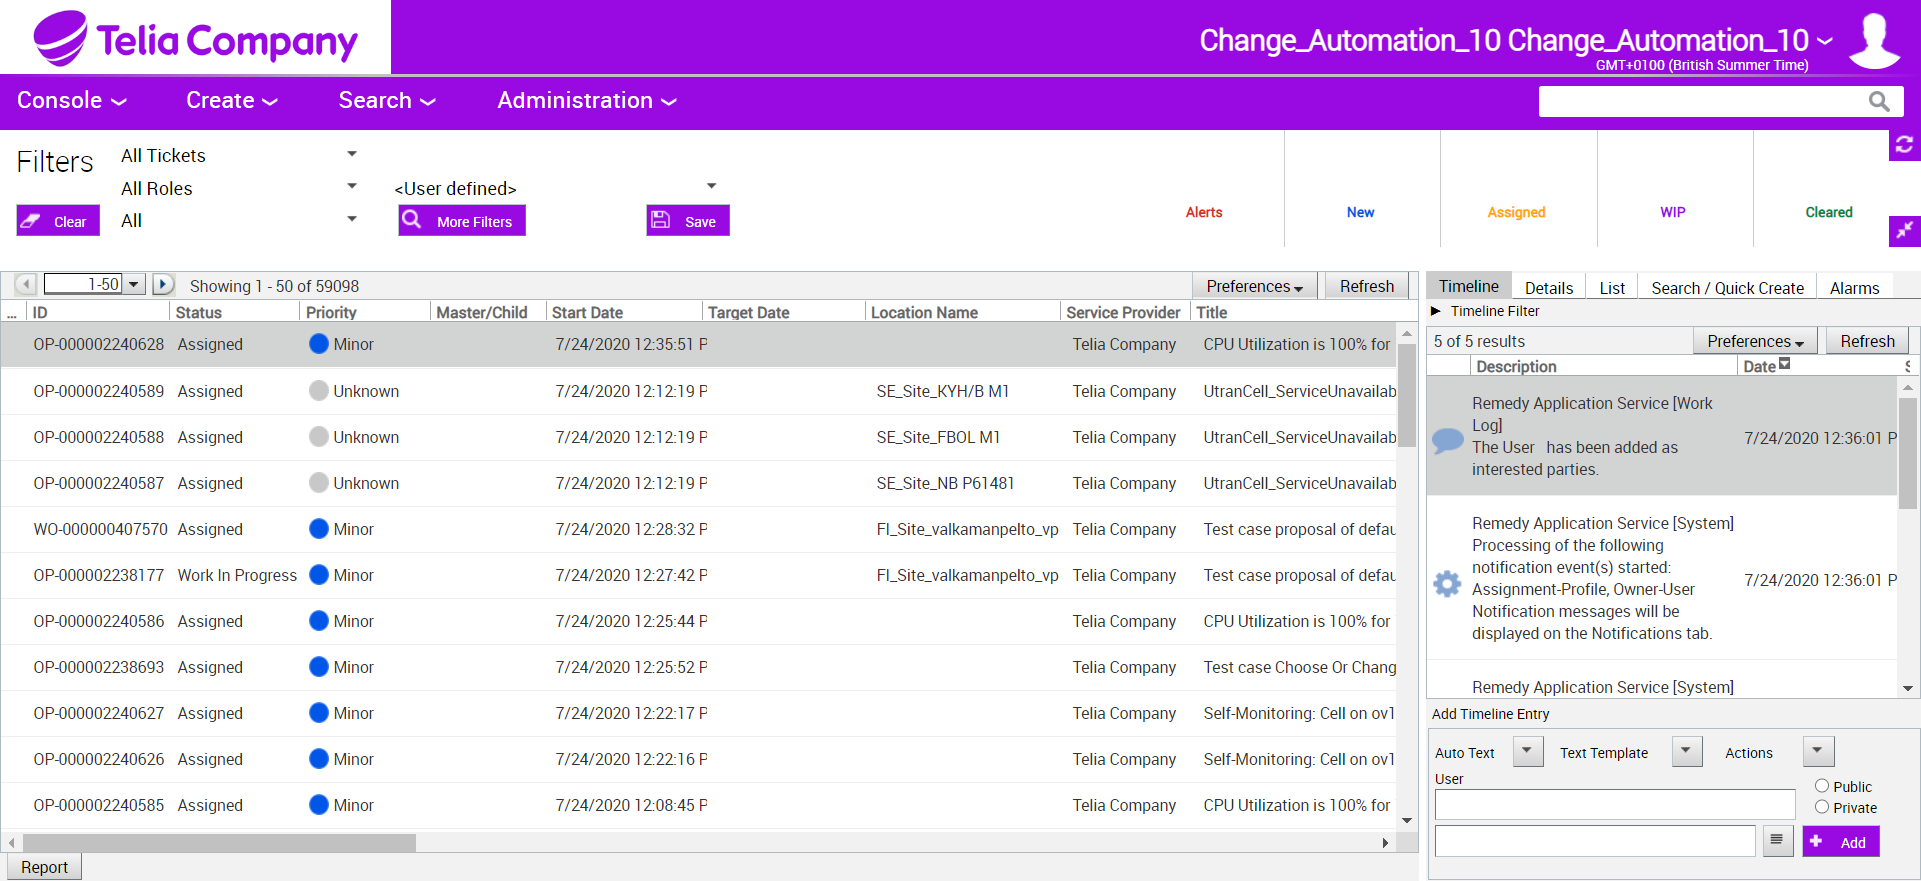 Telia Company
Change_Automation_10 Change_Automation_10
GMT+0100 (British Summer Time)
Console
Create
Search
Administration
Filters
All Tickets
All Roles
<User defined>
Clear
All
More Filters
Save
Alerts
New
Assigned
WIP
Cleared
1-50
Showing 1 - 50 of 59098
Preferences
Refresh
... ID Status Priority Master/Child Start Date Target Date Location Name Service Provider Title
OP-000002240628 Assigned Minor 7/24/2020 12:35:51 P Telia Company CPU Utilization is 100% for
OP-000002240589 Assigned Unknown 7/24/2020 12:12:19 P SE_Site_KYH/B M1 Telia Company UtranCell_ServiceUnavailab
OP-000002240588 Assigned Unknown 7/24/2020 12:12:19 P SE_Site_FBOL M1 Telia Company UtranCell_ServiceUnavailab
OP-000002240587 Assigned Unknown 7/24/2020 12:12:19 P SE_Site_NB P61481 Telia Company UtranCell_ServiceUnavailab
WO-000000407570 Assigned Minor 7/24/2020 12:28:32 P FI_Site_valkamanpelto_vp Telia Company Test case proposal of defau
OP-000002238177 Work In Progress Minor 7/24/2020 12:27:42 P FI_Site_valkamanpelto_vp Telia Company Test case proposal of defau
OP-000002240586 Assigned Minor 7/24/2020 12:25:44 P Telia Company CPU Utilization is 100% for
OP-000002238693 Assigned Minor 7/24/2020 12:25:52 P Telia Company Test case Choose Or Chang
OP-000002240627 Assigned Minor 7/24/2020 12:22:17 P Telia Company Self-Monitoring: Cell on ov1
OP-000002240626 Assigned Minor 7/24/2020 12:22:16 P Telia Company Self-Monitoring: Cell on ov1
OP-000002240585 Assigned Minor 7/24/2020 12:08:45 P Telia Company CPU Utilization is 100% for
Report
Timeline
Details
List
Search / Quick Create
Alarms
Timeline Filter
5 of 5 results
Preferences
Refresh
Description Date S
Remedy Application Service [Work
Log]
The User has been added as
interested parties.
7/24/2020 12:36:01 P
Remedy Application Service [System]
Processing of the following
notification event(s) started:
Assignment-Profile, Owner-User
Notification messages will be
displayed on the Notifications tab.
7/24/2020 12:36:01 P
Remedy Application Service [System]
Add Timeline Entry
Auto Text
Text Template
Actions
User
Public
Private
Add